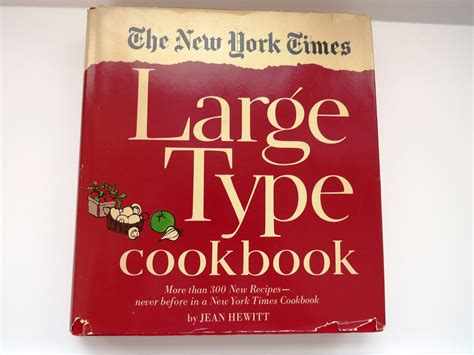 The New York Times
Large
Type
cookbook
More than 300 New Recipes—
never before in a New York Times Cookbook
by JEAN HEWITT